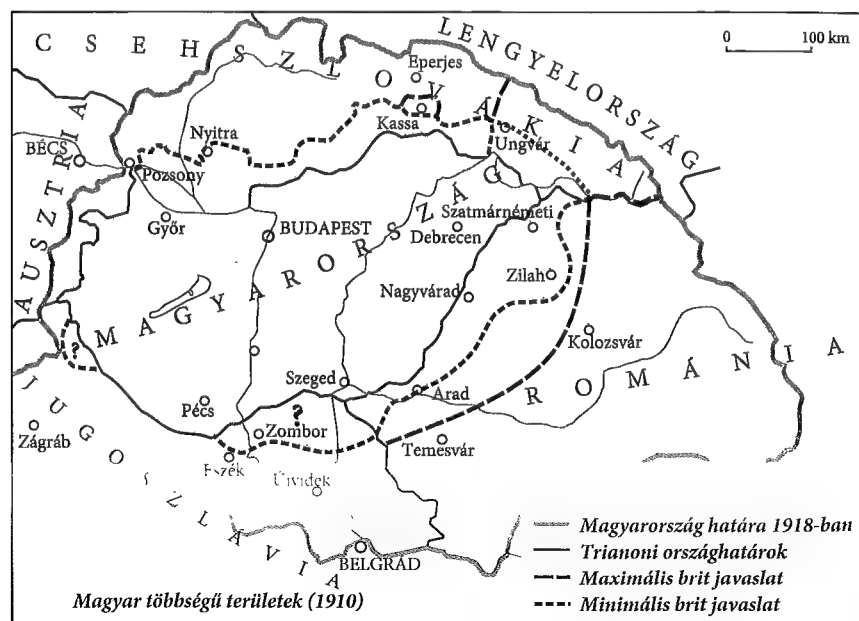 CSEHSZLOVÁKIA
LENGYELORSZÁG
0 100 km
Eperjes
Kassa
Ungvár
Nyitra
BÉCS
Pozsony
AUSZTRIA
Győr
BUDAPEST
Szatmárnémeti
Debrecen
MAGYARORSZÁG
Zilah
Nagyvárad
Kolozsvár
?
ROMÁNIA
Szeged
Arad
Pécs
?
Zombor
Temesvár
Zágráb
JUGOSZLÁVIA
Eszék
Újvidék
BELGRÁD
Magyarország határa 1918-ban
Trianoni országhatárok
Maximális brit javaslat
Minimális brit javaslat
Magyar többségű területek (1910)